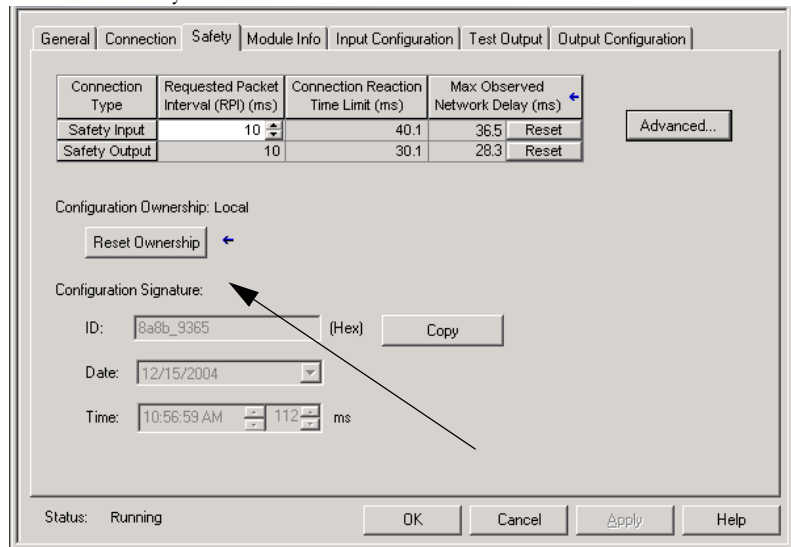 General Connection Safety Module Info Input Configuration Test Output Output Configuration
Connection Type Requested Packet Interval (RPI) (ms) Connection Reaction Time Limit (ms) Max Observed Network Delay (ms)
Safety Input 10 40.1 36.5 Reset
Safety Output 10 30.1 28.3 Reset
Advanced...
Configuration Ownership: Local
Reset Ownership
Configuration Signature:
ID: 8a8b_9365 (Hex) Copy
Date: 12/15/2004
Time: 10:56:59 AM 112 ms
Status: Running OK Cancel Apply Help